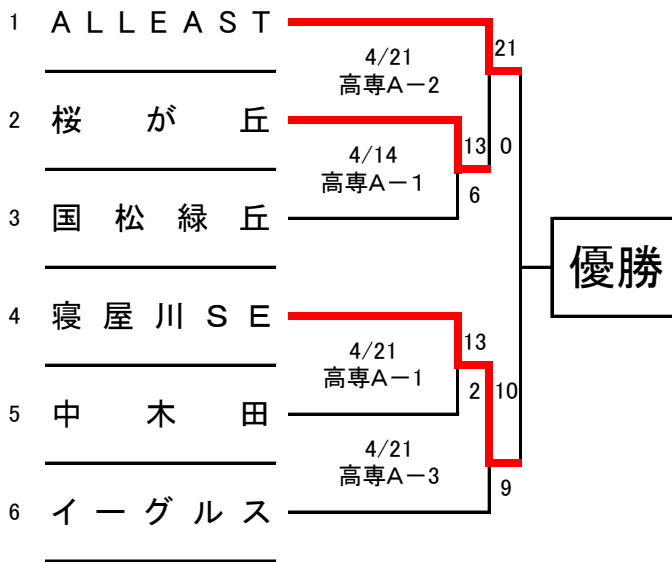 1 ALLEAST
4/21
高専A－2
21
2 桜が丘
0
13
4/14
高専A－1
6
3 国松緑丘
優勝
4 寝屋川SE
13
4/21
高専A－1
2
10
5 中木田
4/21
高専A－3
9
6 イーグルス